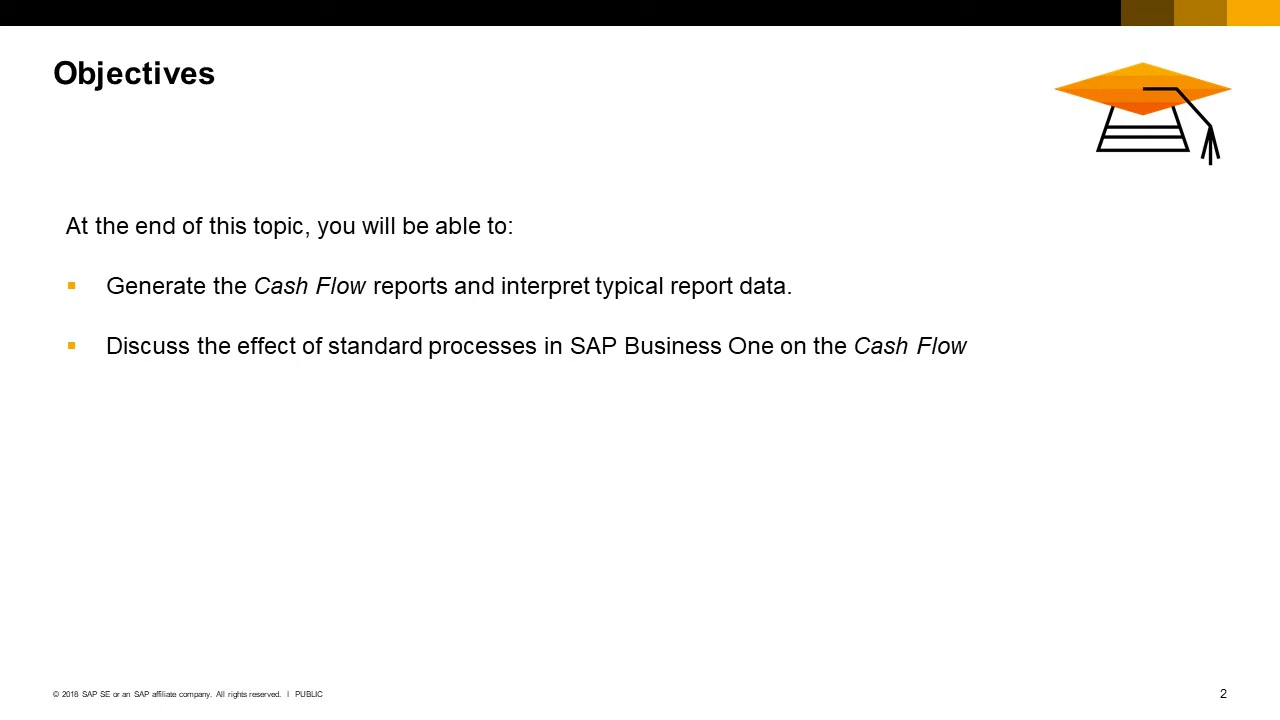 Objectives
At the end of this topic, you will be able to:
▪ Generate the Cash Flow reports and interpret typical report data.
▪ Discuss the effect of standard processes in SAP Business One on the Cash Flow
© 2018 SAP SE or an SAP affiliate company. All rights reserved. ǀ PUBLIC
2